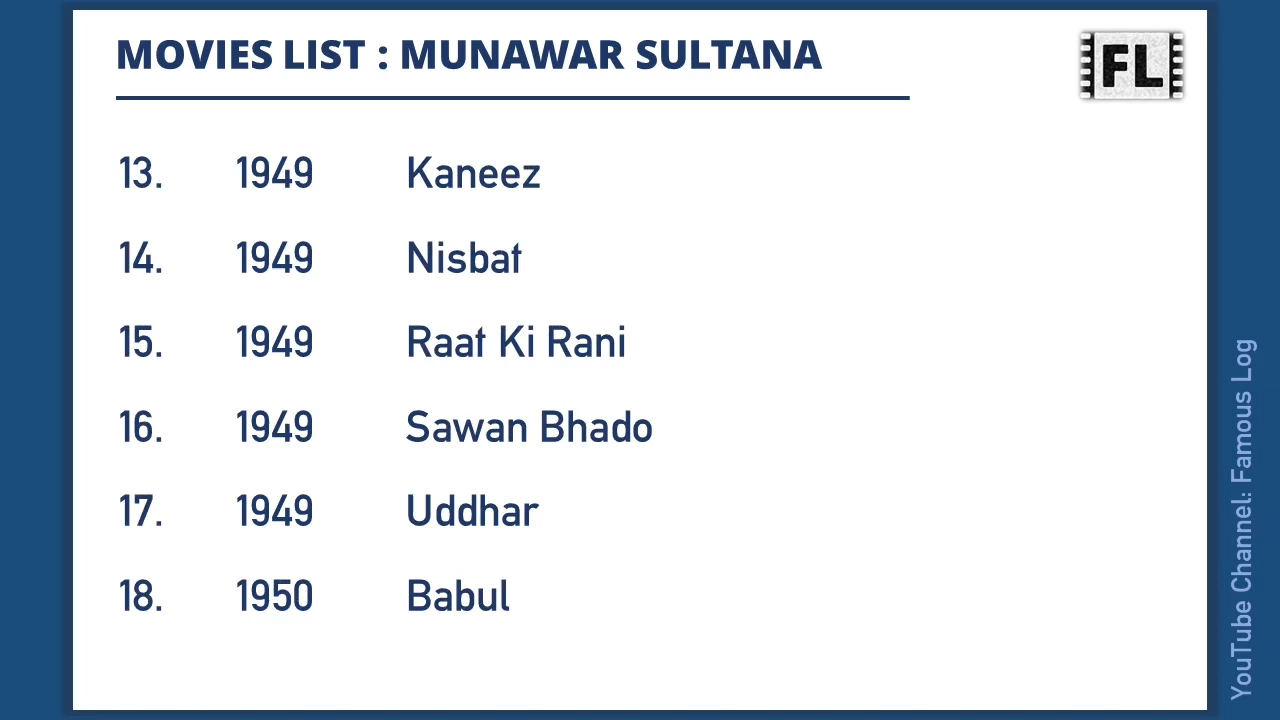 MOVIES LIST : MUNAWAR SULTANA
FL
13. 1949 Kaneez
14. 1949 Nisbat
15. 1949 Raat Ki Rani
16. 1949 Sawan Bhado
17. 1949 Uddhar
18. 1950 Babul
YouTube Channel: Famous Log